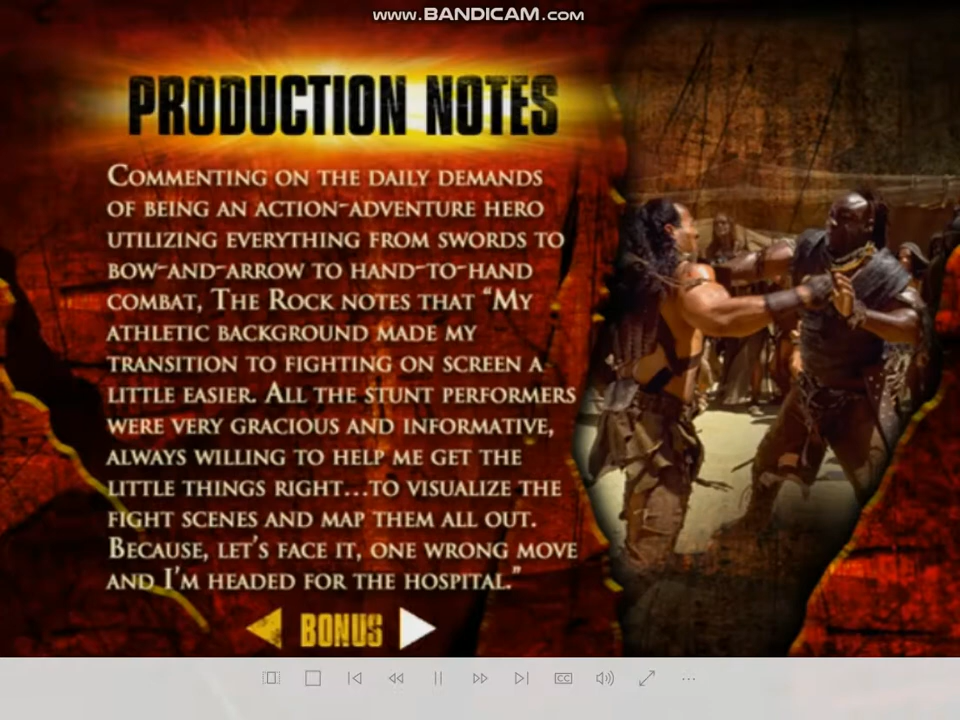 www.BANDICAM.com
PRODUCTION NOTES
COMMENTING ON THE DAILY DEMANDS
OF BEING AN ACTION-ADVENTURE HERO
UTILIZING EVERYTHING FROM SWORDS TO
BOW-AND-ARROW TO HAND-TO-HAND
COMBAT, THE ROCK NOTES THAT “MY
ATHLETIC BACKGROUND MADE MY
TRANSITION TO FIGHTING ON SCREEN A
LITTLE EASIER. ALL THE STUNT PERFORMERS
WERE VERY GRACIOUS AND INFORMATIVE,
ALWAYS WILLING TO HELP ME GET THE
LITTLE THINGS RIGHT...TO VISUALIZE THE
FIGHT SCENES AND MAP THEM ALL OUT.
BECAUSE, LET’S FACE IT, ONE WRONG MOVE
AND I’M HEADED FOR THE HOSPITAL.”
BONUS
CC